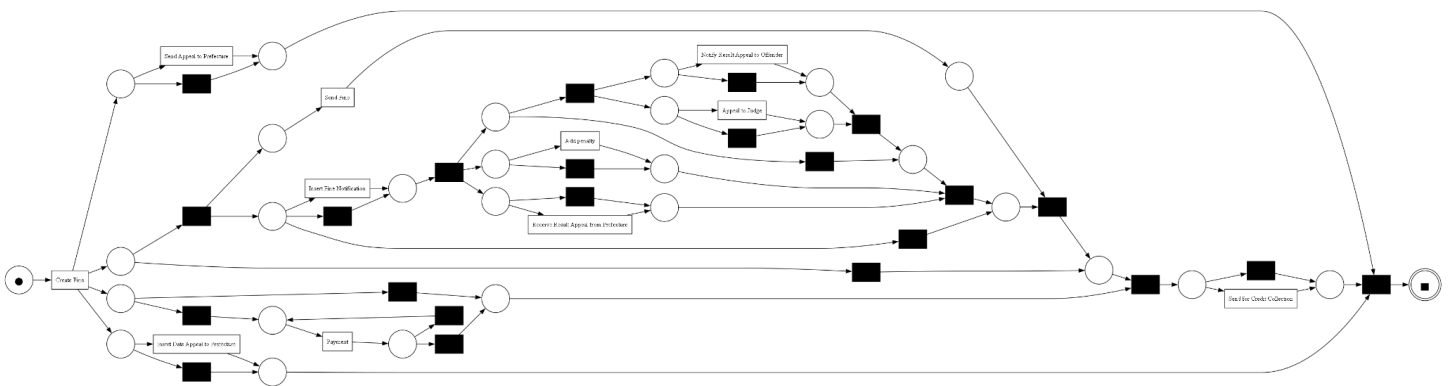 Notify Result Appeal to Offender
Send Appeal to Prefecture
Send Fine
Appeal to Judge
Add penalty
Insert Fine Notification
Receive Result Appeal from Prefecture
Create Fine
Send for Credit Collection
Payment
Insert Date Appeal to Prefecture